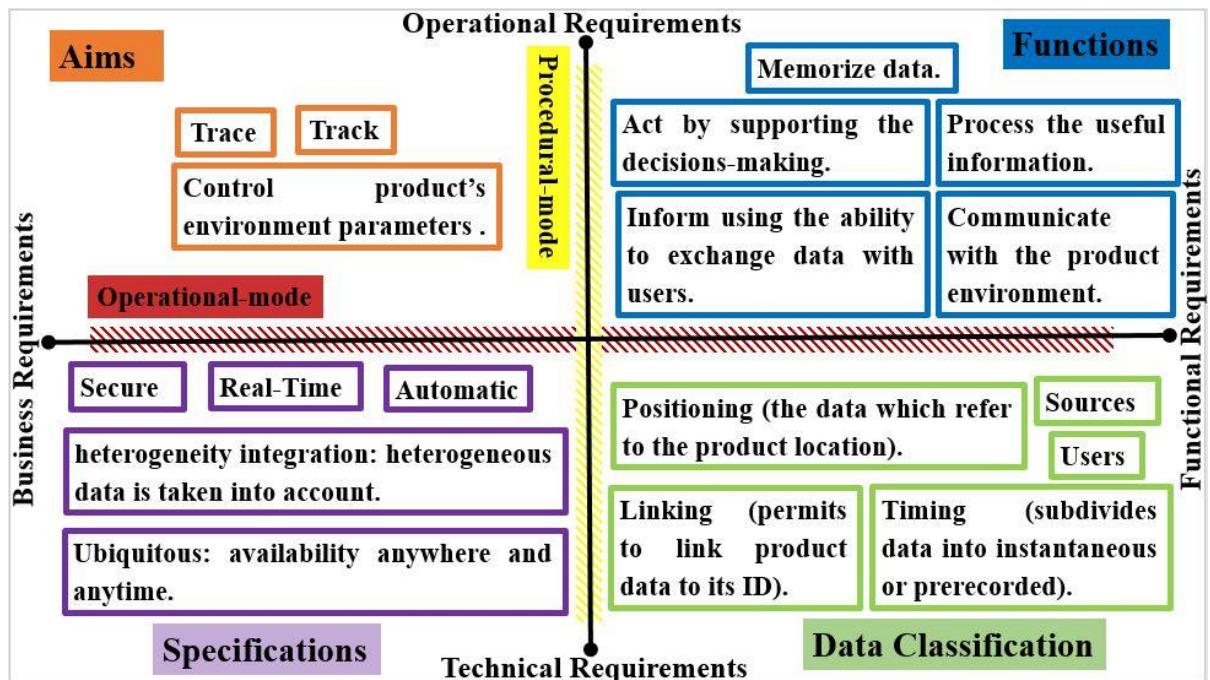 Operational Requirements
Aims
Functions
Procedural-mode
Memorize data.
Trace
Track
Act by supporting the
decisions-making.
Process the useful
information.
Control product's
environment parameters .
Inform using the ability
to exchange data with
users.
Communicate
with the product
environment.
Operational-mode
Business Requirements
Functional Requirements
Secure
Real-Time
Automatic
Positioning (the data which refer
to the product location).
Sources
Users
heterogeneity integration: heterogeneous
data is taken into account.
Linking (permits
to link product
data to its ID).
Timing (subdivides
data into instantaneous
or prerecorded).
Ubiquitous: availability anywhere and
anytime.
Specifications
Data Classification
Technical Requirements